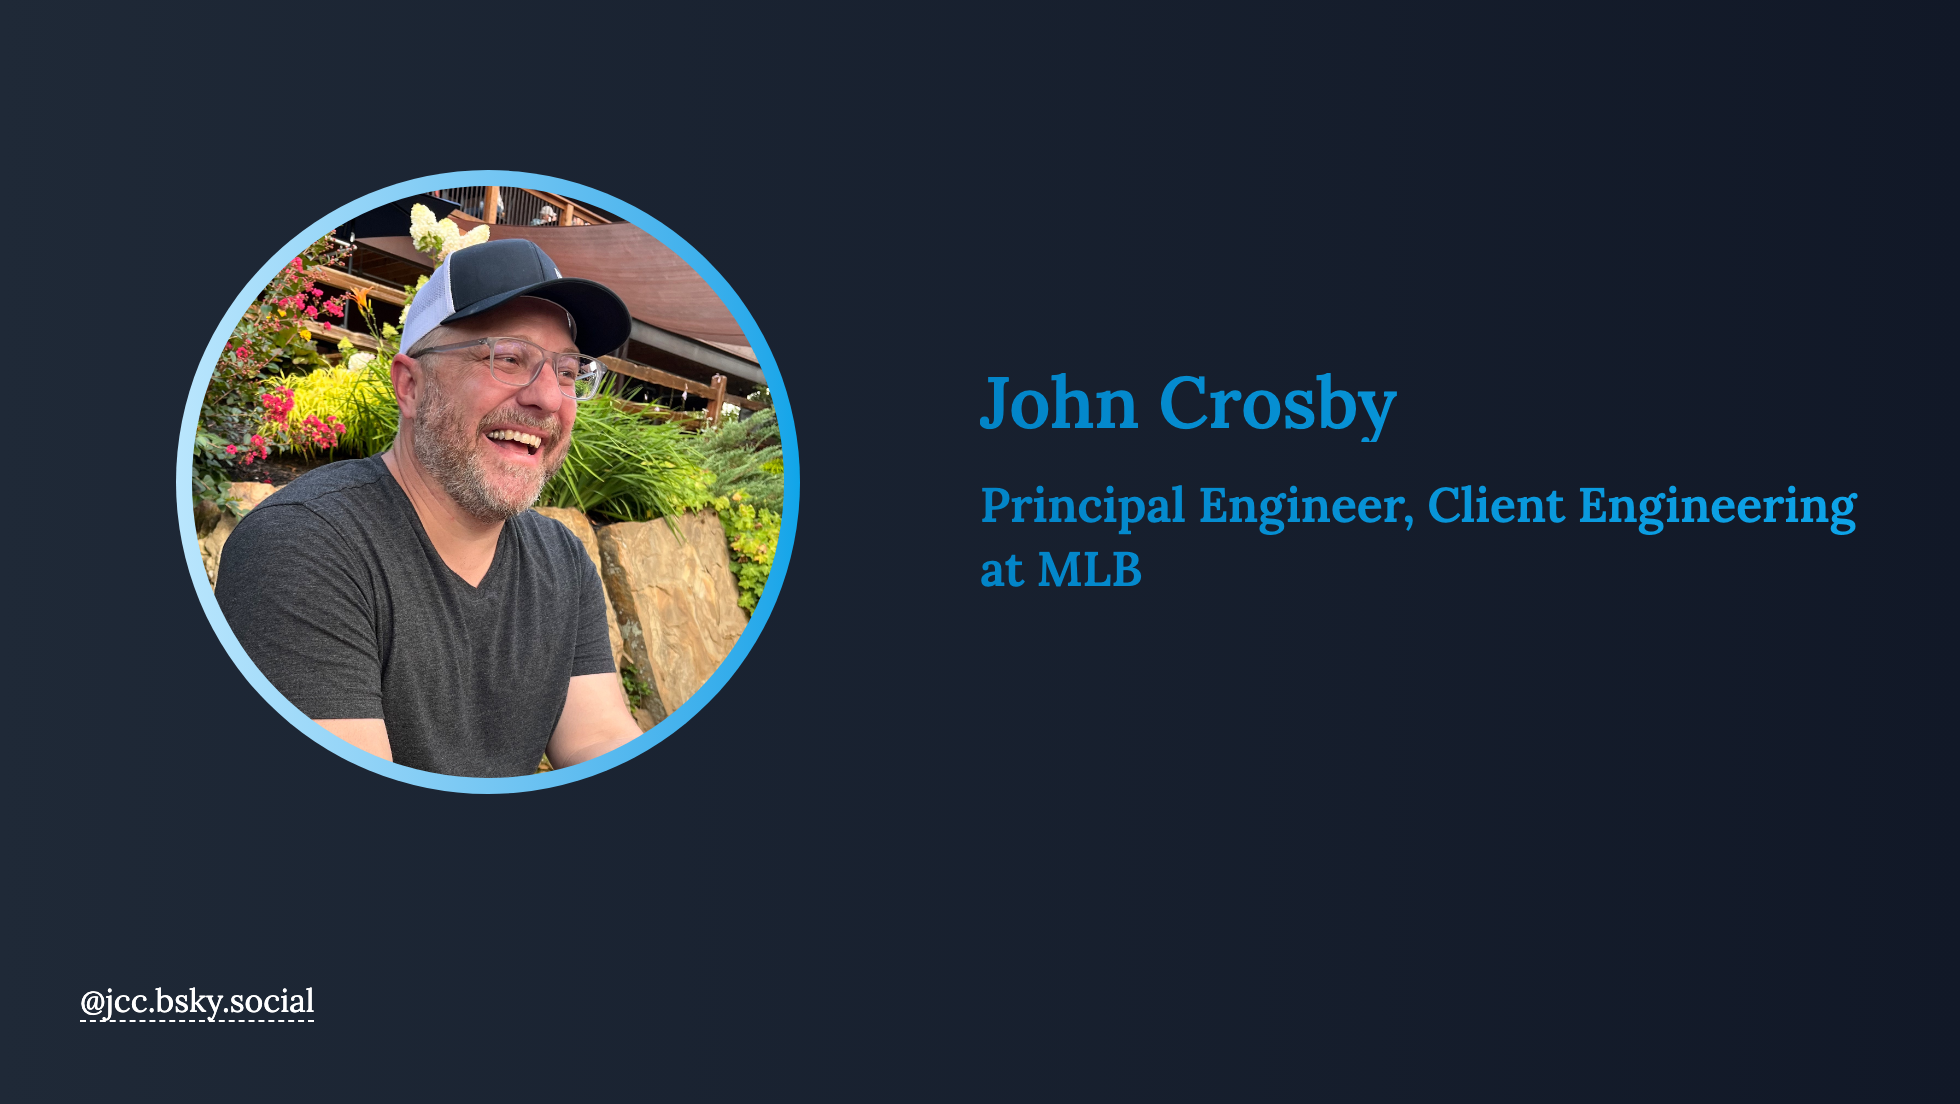 John Crosby
Principal Engineer, Client Engineering
at MLB
@jcc.bsky.social